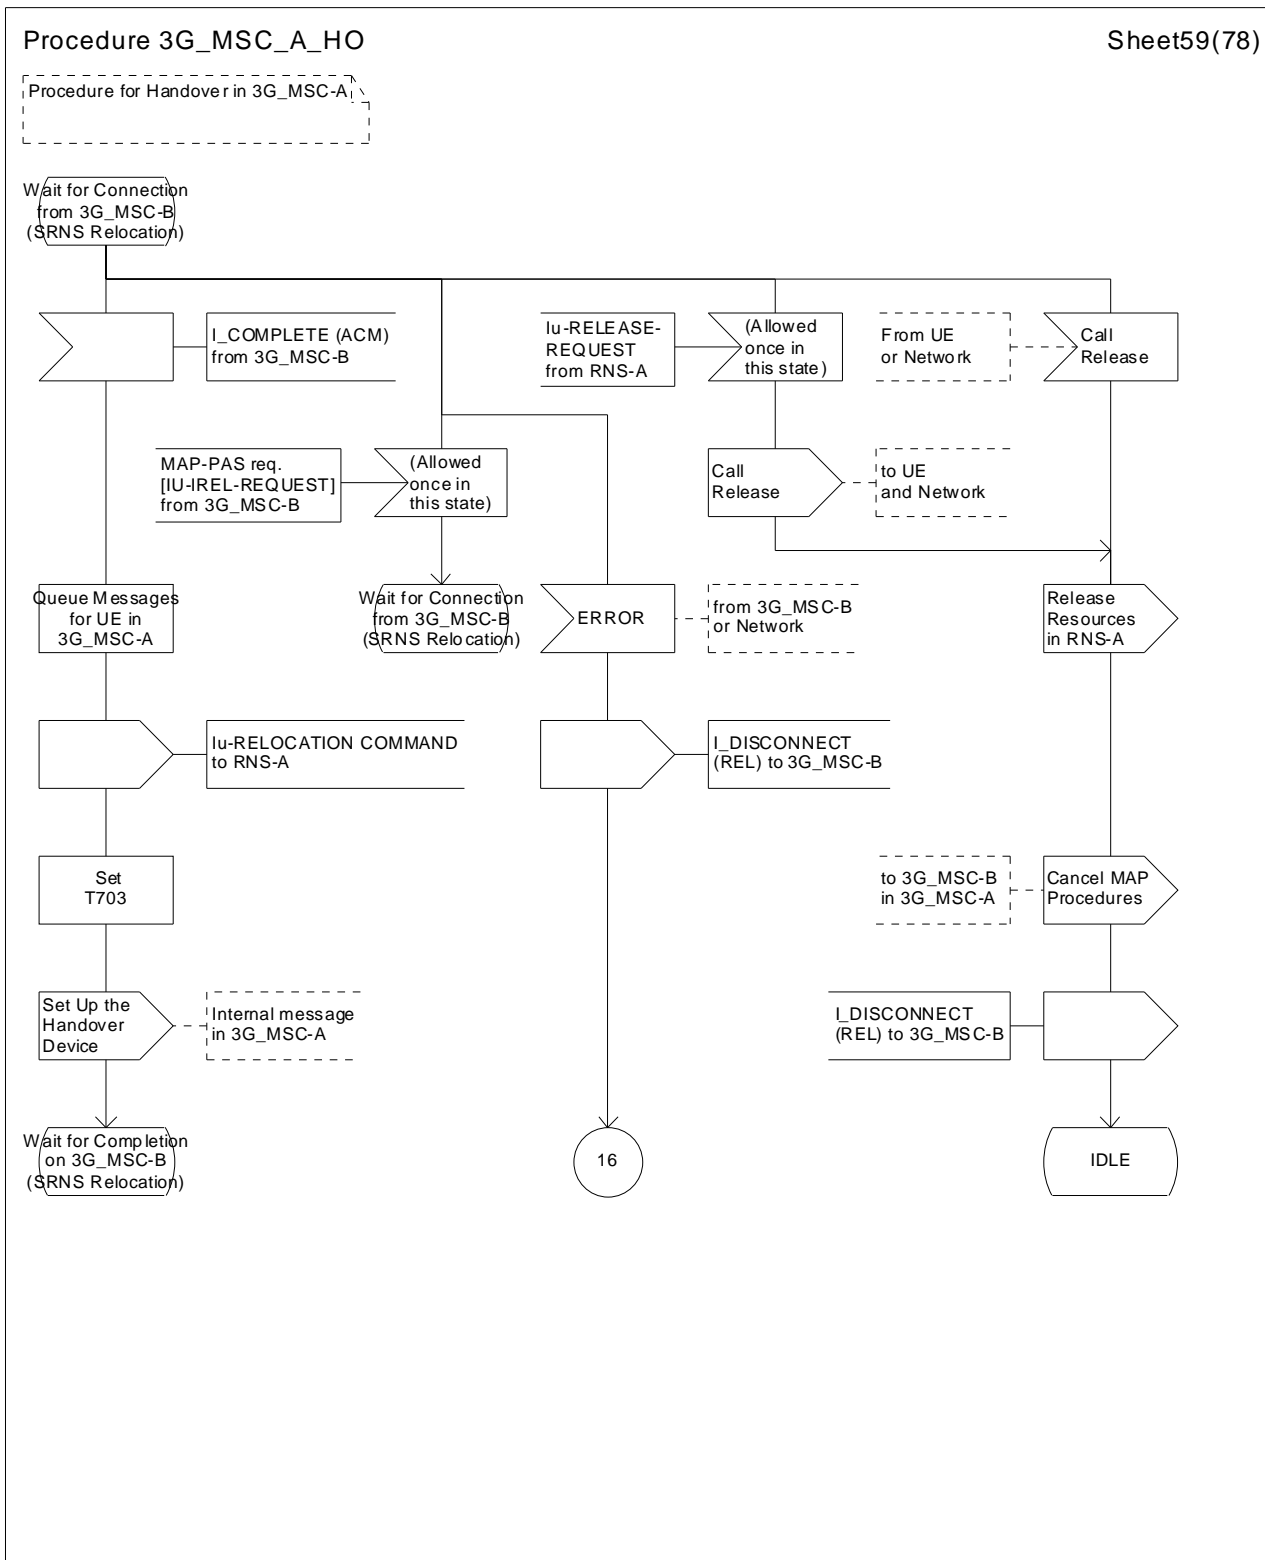 Procedure 3G_MSC_A_HO
Sheet59(78)
Procedure for Handover in 3G_MSC-A
Wait for Connection
from 3G_MSC-B
(SRNS Relocation)
I_COMPLETE (ACM)
from 3G_MSC-B
Iu-RELEASE-
REQUEST
from RNS-A
(Allowed
once in
this state)
From UE
or Network
Call
Release
MAP-PAS req.
[IU-IREL-REQUEST]
from 3G_MSC-B
(Allowed
once in
this state)
Call
Release
to UE
and Network
Queue Messages
for UE in
3G_MSC-A
Wait for Connection
from 3G_MSC-B
(SRNS Relocation)
ERROR
from 3G_MSC-B
or Network
Release
Resources
in RNS-A
Iu-RELOCATION COMMAND
to RNS-A
I_DISCONNECT
(REL) to 3G_MSC-B
Set
T703
to 3G_MSC-B
in 3G_MSC-A
Cancel MAP
Procedures
Set Up the
Handover
Device
Internal message
in 3G_MSC-A
I_DISCONNECT
(REL) to 3G_MSC-B
Wait for Completion
on 3G_MSC-B
(SRNS Relocation)
16
IDLE